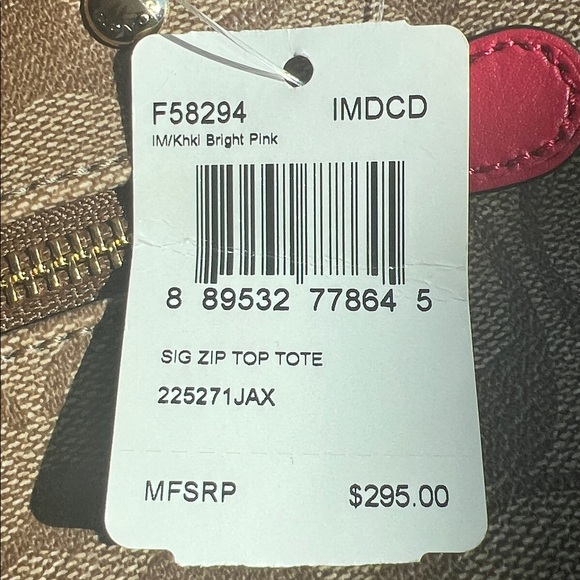 F58294 IMDCD
IM/Khki Bright Pink
8 89532 77864 5
SIG ZIP TOP TOTE
225271JAX
MFSRP $295.00